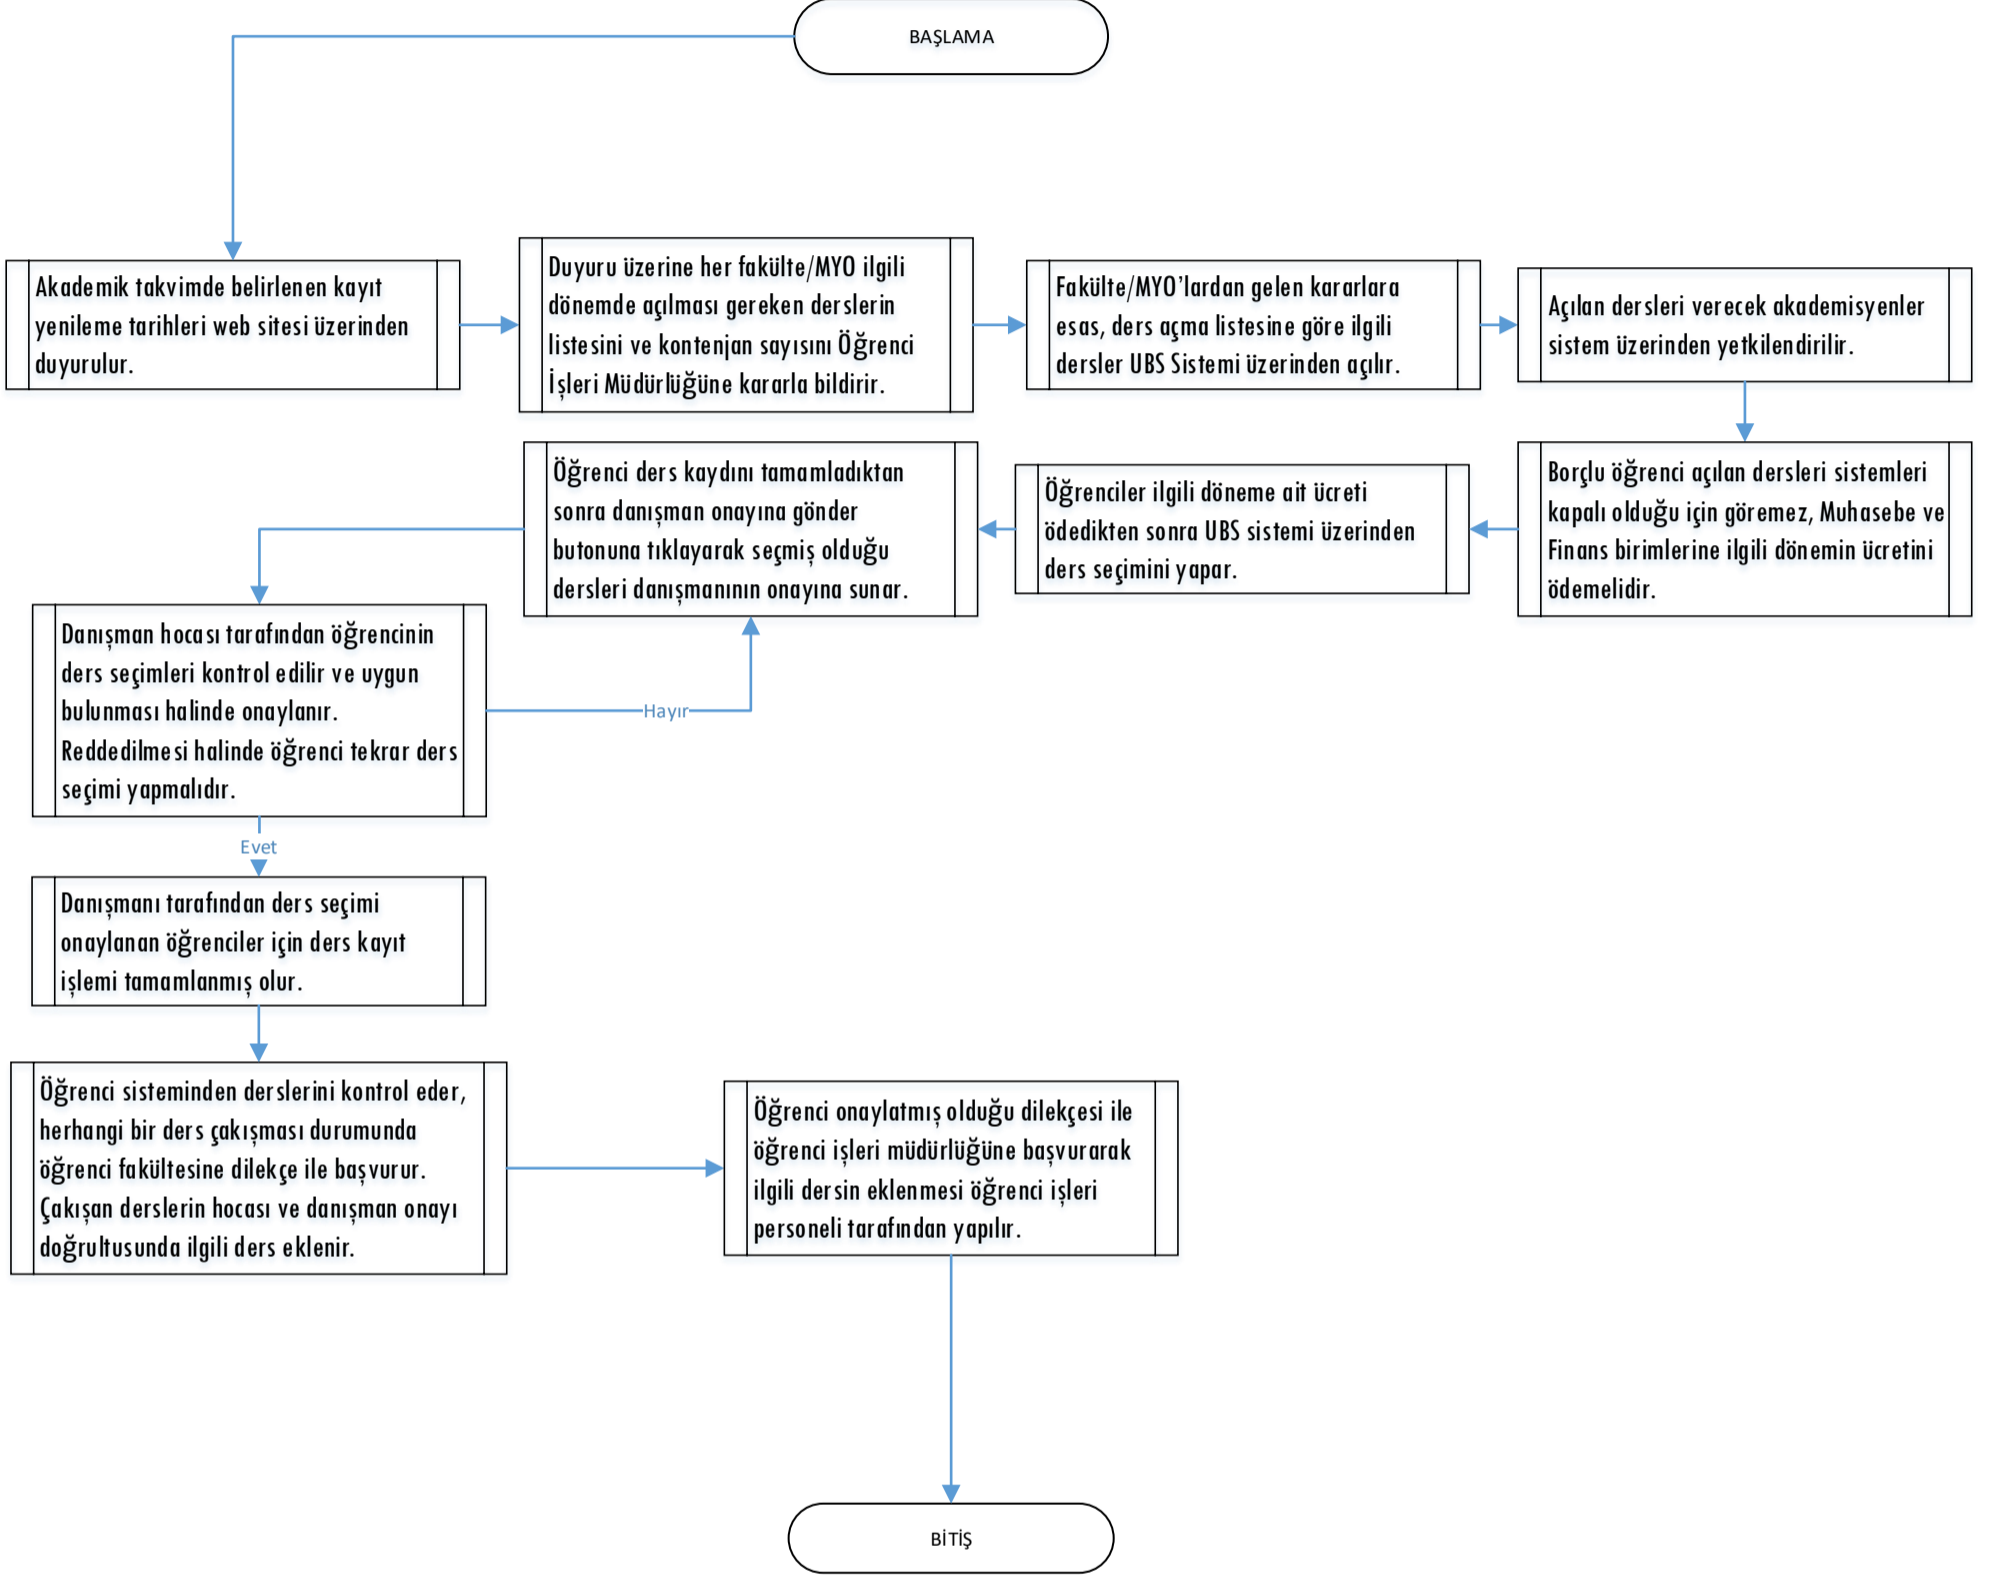 BAŞLAMA
Akademik takvimde belirlenen kayıt
yenileme tarihleri web sitesi üzerinden
duyurulur.
Duyuru üzerine her fakülte/MYO ilgili
dönemde açılması gereken derslerin
listesini ve kontenjan sayısını Öğrenci
İşleri Müdürlüğüne kararla bildirir.
Fakülte/MYO’lardan gelen kararlara
esas, ders açma listesine göre ilgili
dersler UBS Sistemi üzerinden açılır.
Açılan dersleri verecek akademisyenler
sistem üzerinden yetkilendirilir.
Borçlu öğrenci açılan dersleri sistemleri
kapalı olduğu için göremez, Muhasebe ve
Finans birimlerine ilgili dönemin ücretini
ödemelidir.
Öğrenciler ilgili döneme ait ücreti
ödedikten sonra UBS sistemi üzerinden
ders seçimini yapar.
Öğrenci ders kaydını tamamladıktan
sonra danışman onayına gönder
butonuna tıklayarak seçmiş olduğu
dersleri danışmanının onayına sunar.
Danışman hocası tarafından öğrencinin
ders seçimleri kontrol edilir ve uygun
bulunması halinde onaylanır.
Reddedilmesi halinde öğrenci tekrar ders
seçimi yapmalıdır.
Hayır
Evet
Danışmanı tarafından ders seçimi
onaylanan öğrenciler için ders kayıt
işlemi tamamlanmış olur.
Öğrenci sisteminden derslerini kontrol eder,
herhangi bir ders çakışması durumunda
öğrenci fakültesine dilekçe ile başvurur.
Çakışan derslerin hocası ve danışman onayı
doğrultusunda ilgili ders eklenir.
Öğrenci onaylatmış olduğu dilekçesi ile
öğrenci işleri müdürlüğüne başvurarak
ilgili dersin eklenmesi öğrenci işleri
personeli tarafından yapılır.
BİTİŞ